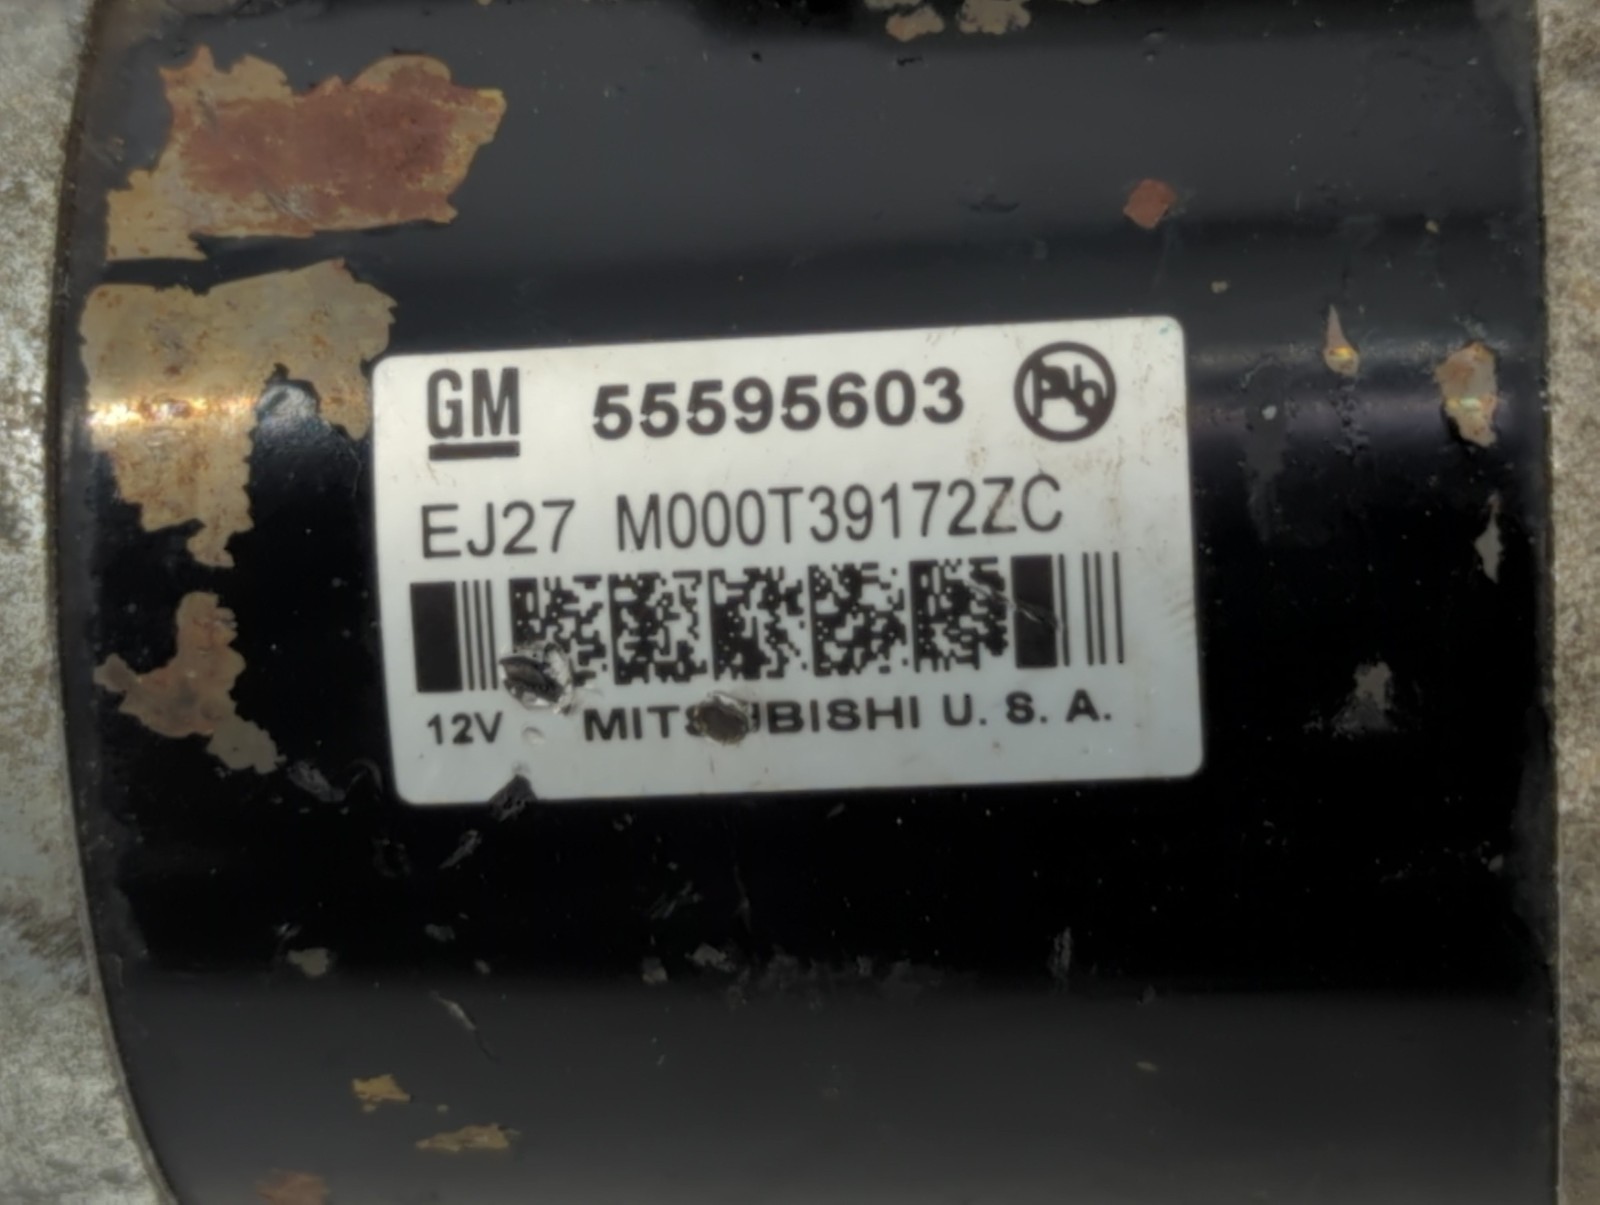 GM 55595603 Pb
EJ27 M000T39172ZC
12V MITSUBISHI U. S. A.